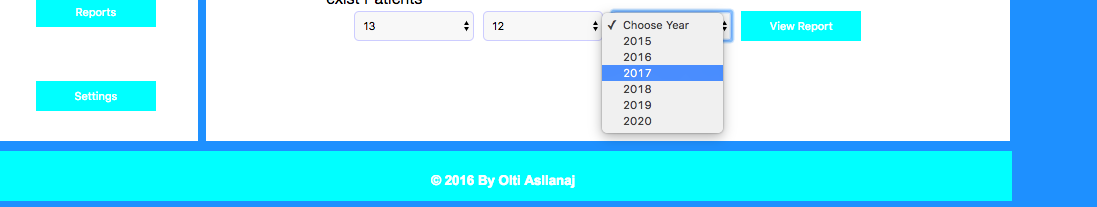 exist Patients
Reports
13
12
✓ Choose Year
View Report
2015
2016
2017
2018
2019
2020
Settings
© 2016 By Olti Asllanaj